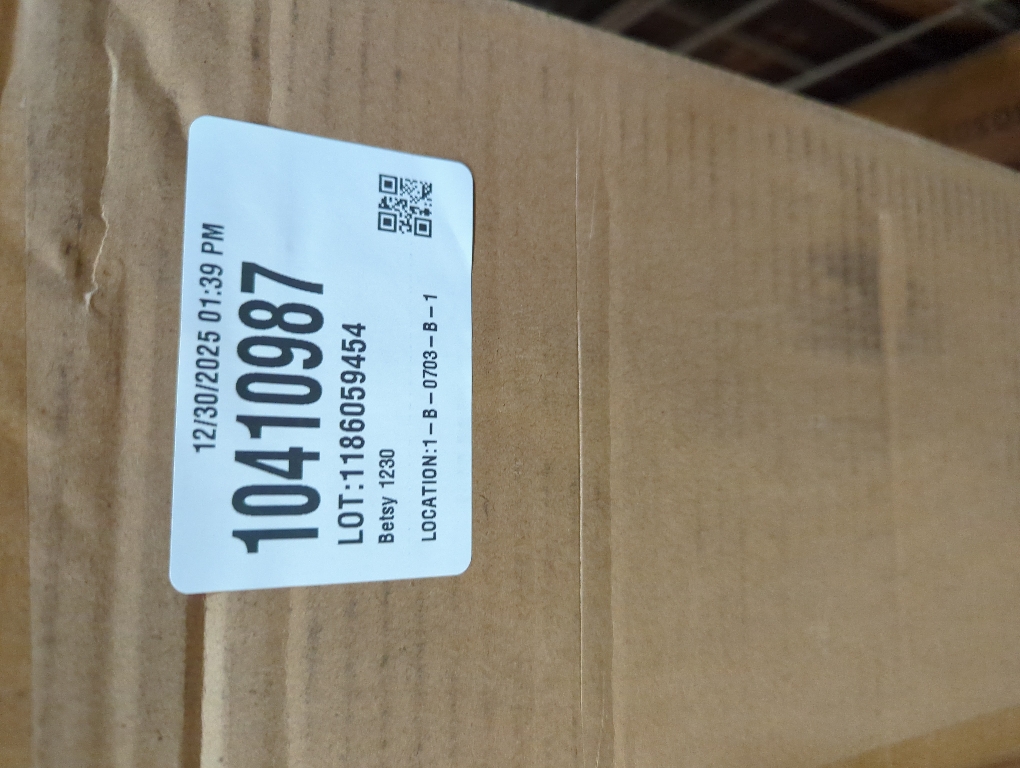 12/30/2025 01:39 PM
10410987
LOT:1186059454
Betsy 1230
LOCATION:1-B-0703-B-1